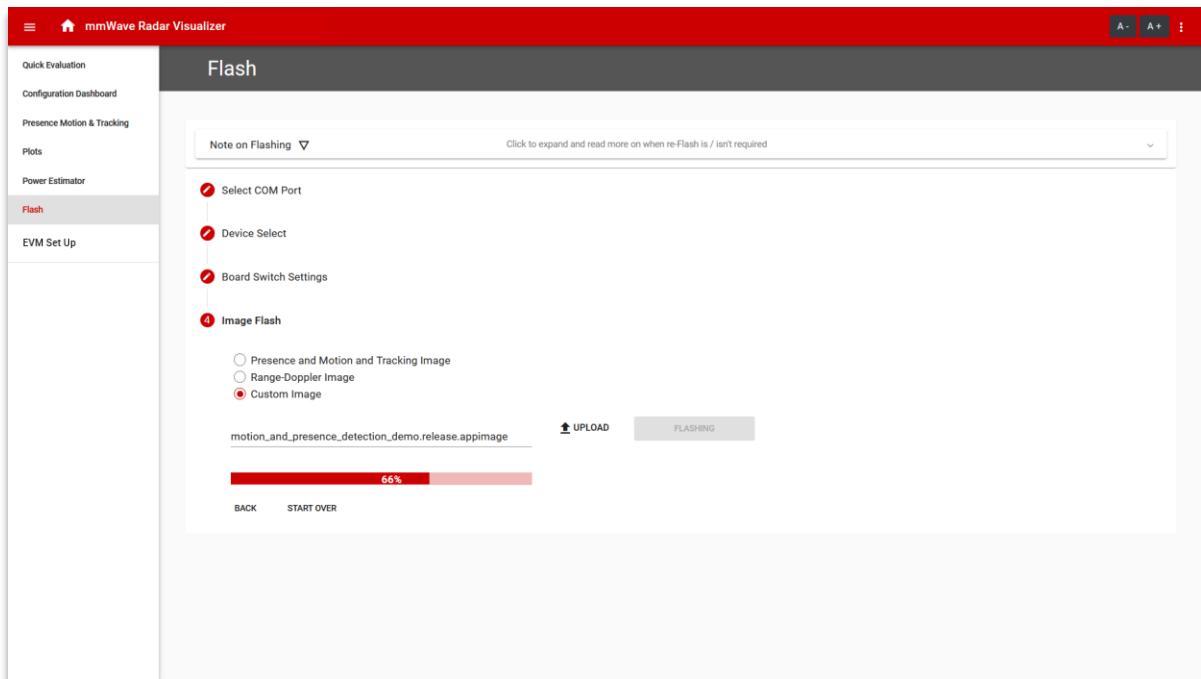 mmWave Radar Visualizer
A -
A +
Quick Evaluation
Configuration Dashboard
Presence Motion & Tracking
Plots
Power Estimator
Flash
EVM Set Up
Flash
Note on Flashing
Click to expand and read more on when re-Flash is / isn't required
Select COM Port
Device Select
Board Switch Settings
4 Image Flash
Presence and Motion and Tracking Image
Range-Doppler Image
Custom Image
motion_and_presence_detection_demo.release.appimage
UPLOAD
FLASHING
66%
BACK
START OVER